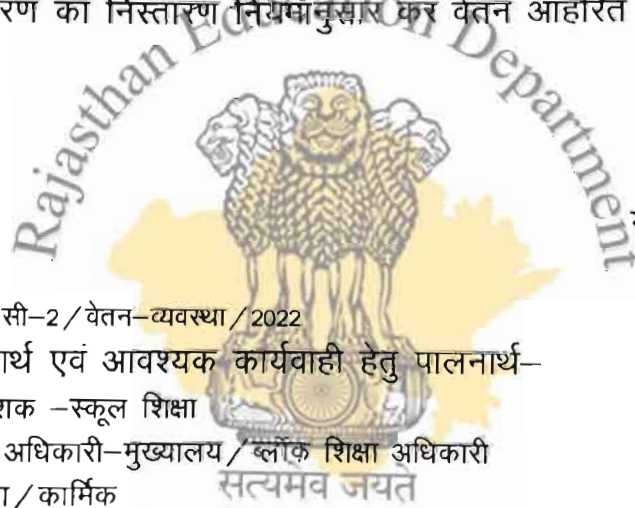 रण का निस्तारण नियमानुसार कर वेतन आहरित
Rajasthan Education Department
सी–2 / वेतन–व्यवस्था / 2022
ार्थ एवं आवश्यक कार्यवाही हेतु पालनार्थ–
शक –स्कूल शिक्षा
अधिकारी–मुख्यालय / ब्लॉक शिक्षा अधिकारी
ा / कार्मिक
सत्यमेव जयते